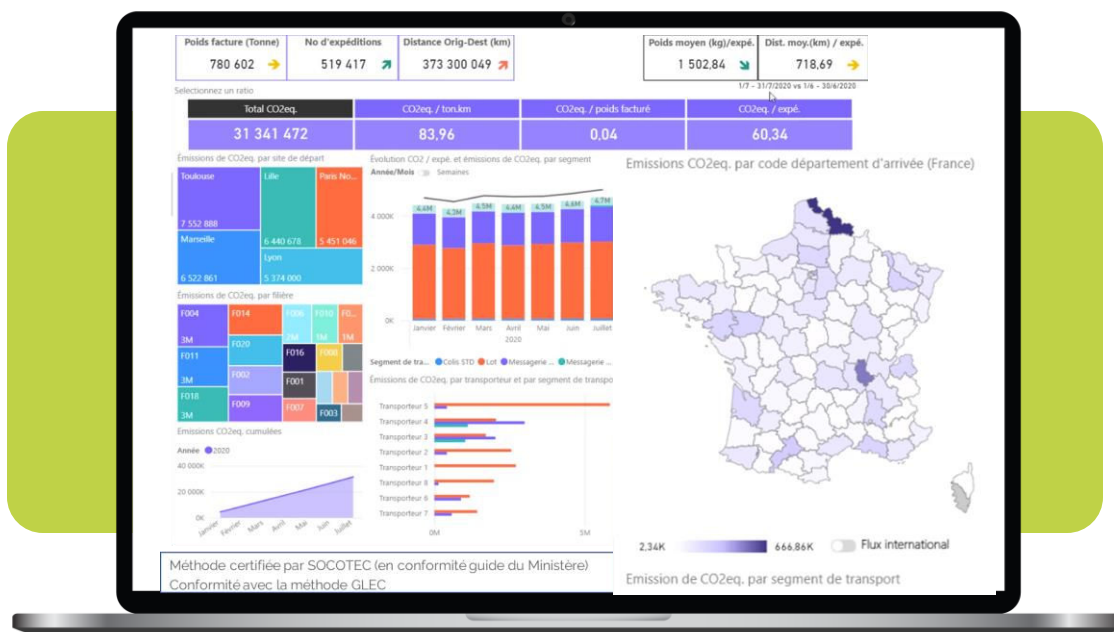 Poids facture (Tonne)
780 602
No d'expéditions
519 417
Distance Orig-Dest (km)
373 300 049
Poids moyen (kg)/expé.
1 502,84
Dist. moy.(km) / expé.
718,69
1/7 - 31/7/2020 vs 1/6 - 30/6/2020
Selectionnez un ratio
Total CO2eq.
31 341 472
CO2eq. / ton.km
83,96
CO2eq. / poids facturé
0,04
CO2eq. / expé.
60,34
Émissions de CO2eq. par site de départ
Toulouse
7 552 888
Marseille
6 522 861
Lille
6 440 678
Paris No...
5 451 046
Lyon
5 374 000
Évolution CO2 / expé. et émissions de CO2eq. par segment
Année/Mois
Semaines
4 000K
2 000K
0K
4.4M
4.3M
4.5M
4.4M
4.5M
4.6M
4.7M
Janvier
Février
Mars
Avril
Mai
Juin
Juillet
2020
Segment de tra...
Colis STD
Lot
Messagerie ...
Messagerie ...
Émissions de CO2eq. par filière
F004
3M
F011
3M
F018
3M
F014
F020
F002
F009
F006
2M
F010
1M
F0...
1M
F016
F000
F001
F007
F003
Émissions CO2eq. cumulées
Année
2020
40 000K
20 000K
0K
Janvier
Février
Mars
Avril
Mai
Juin
Juillet
Émissions de CO2eq. par transporteur et par segment de transpo
Transporteur 5
Transporteur 4
Transporteur 3
Transporteur 2
Transporteur 1
Transporteur 8
Transporteur 6
Transporteur 7
0M
5M
Emissions CO2eq. par code département d'arrivée (France)
2,34K
666,86K
Flux international
Emission de CO2eq. par segment de transport
Méthode certifiée par SOCOTEC (en conformité guide du Ministère)
Conformité avec la méthode GLEC